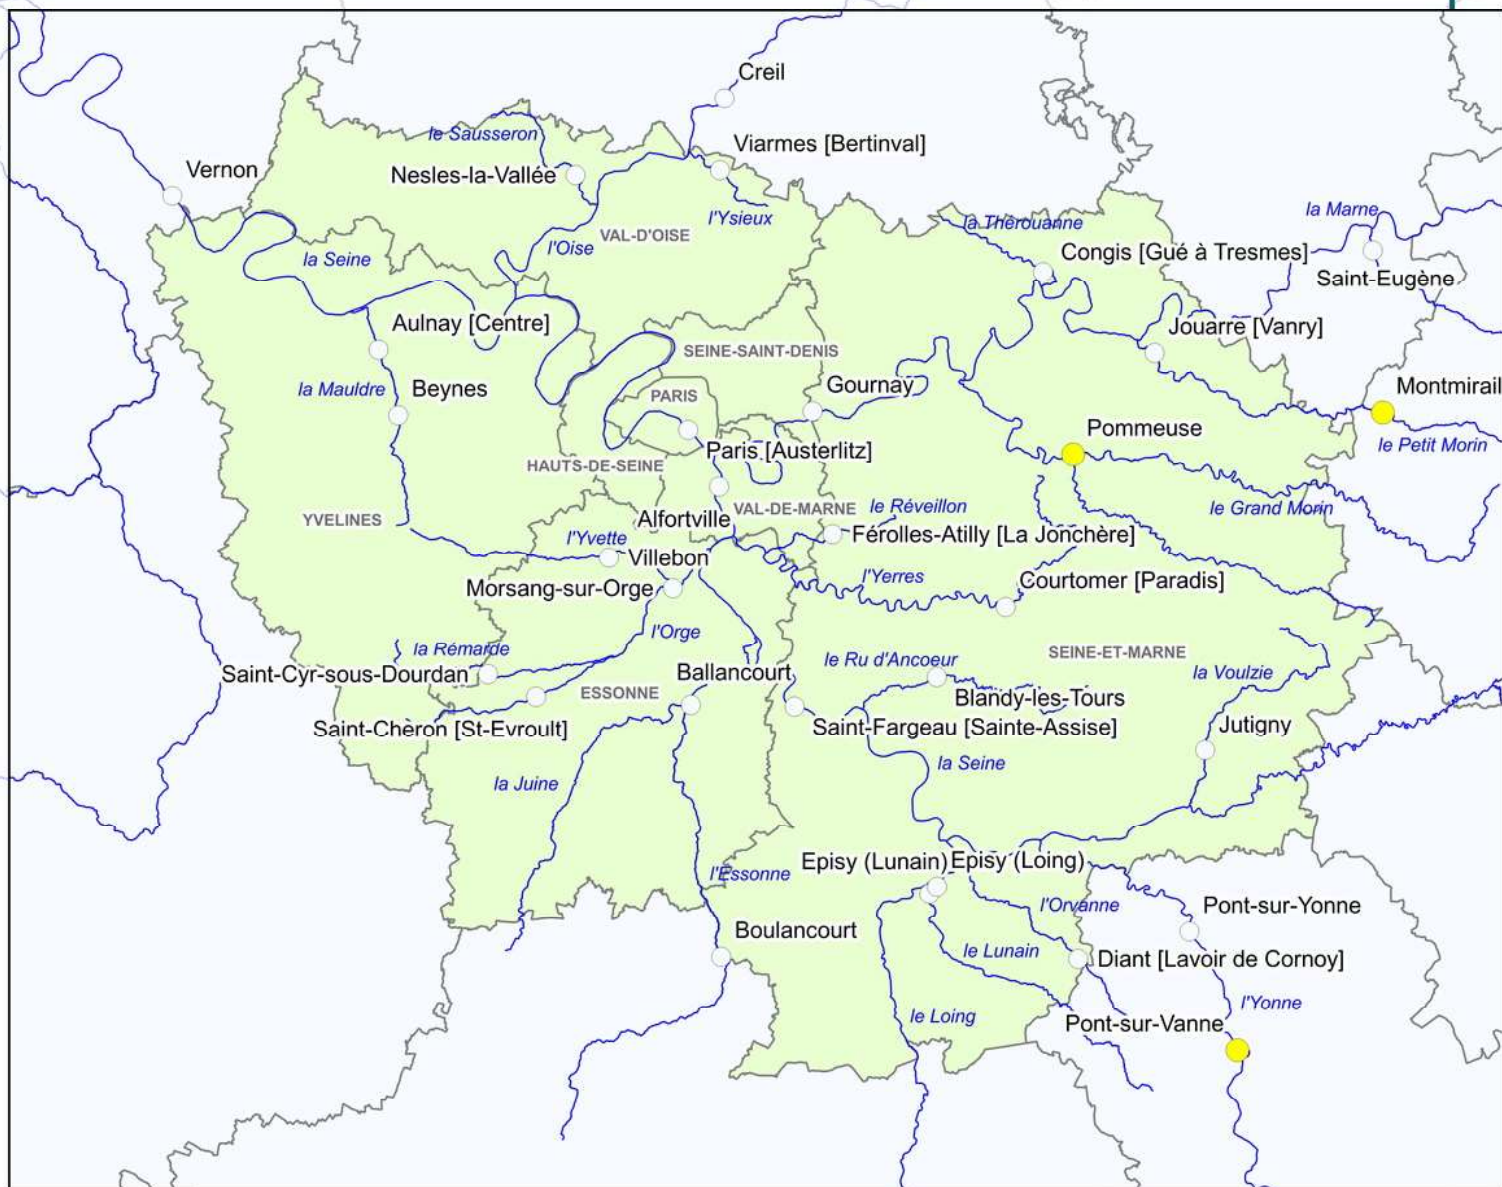 Creil
le Sausseron
Viarmes [Bertinval]
Vernon
Nesles-la-Vallée
l'Ysieux
la Marne
la Thérouanne
VAL-D'OISE
l'Oise
la Seine
Congis [Gué à Tresmes]
Saint-Eugène
Aulnay [Centre]
Jouarre [Vanry]
SEINE-SAINT-DENIS
la Mauldre
Beynes
PARIS
Gournay
Montmirail
Pommeuse
le Petit Morin
Paris [Austerlitz]
HAUTS-DE-SEINE
VAL-DE-MARNE
le Réveillon
le Grand Morin
YVELINES
Alfortville
l'Yvette
Férolles-Atilly [La Jonchère]
Villebon
l'Yerres
Courtomer [Paradis]
Morsang-sur-Orge
l'Orge
la Rémarde
le Ru d'Ancoeur
SEINE-ET-MARNE
Saint-Cyr-sous-Dourdan
Ballancourt
la Voulzie
ESSONNE
Blandy-les-Tours
Saint-Chéron [St-Evroult]
Saint-Fargeau [Sainte-Assise]
Jutigny
la Seine
la Juine
Episy (Lunain)
Episy (Loing)
l'Essonne
l'Orvanne
Pont-sur-Yonne
Boulancourt
le Lunain
Diant [Lavoir de Cornoy]
l'Yonne
le Loing
Pont-sur-Vanne